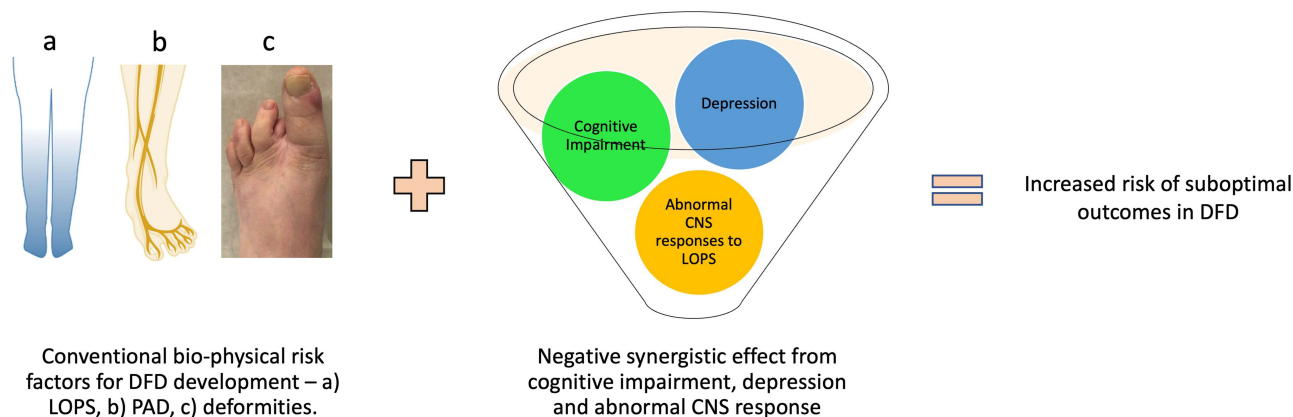 a
b
c
Cognitive
Impairment
Depression
Abnormal
CNS
responses to
LOPS
Increased risk of suboptimal
outcomes in DFD
Conventional bio-physical risk
factors for DFD development – a)
LOPS, b) PAD, c) deformities.
Negative synergistic effect from
cognitive impairment, depression
and abnormal CNS response